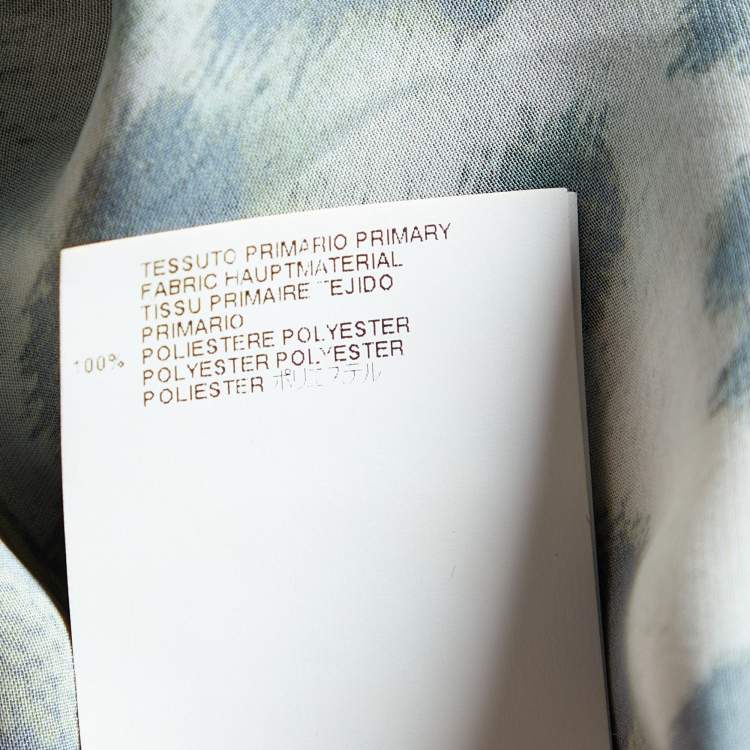 TESSUTO PRIMARIO PRIMARY
FABRIC HAUPTMATERIAL
TISSU PRIMAIRE TEJIDO
PRIMARIO
100% POLIESTERE POLYESTER
POLYESTER POLYESTER
POLIESTER ポリエステル